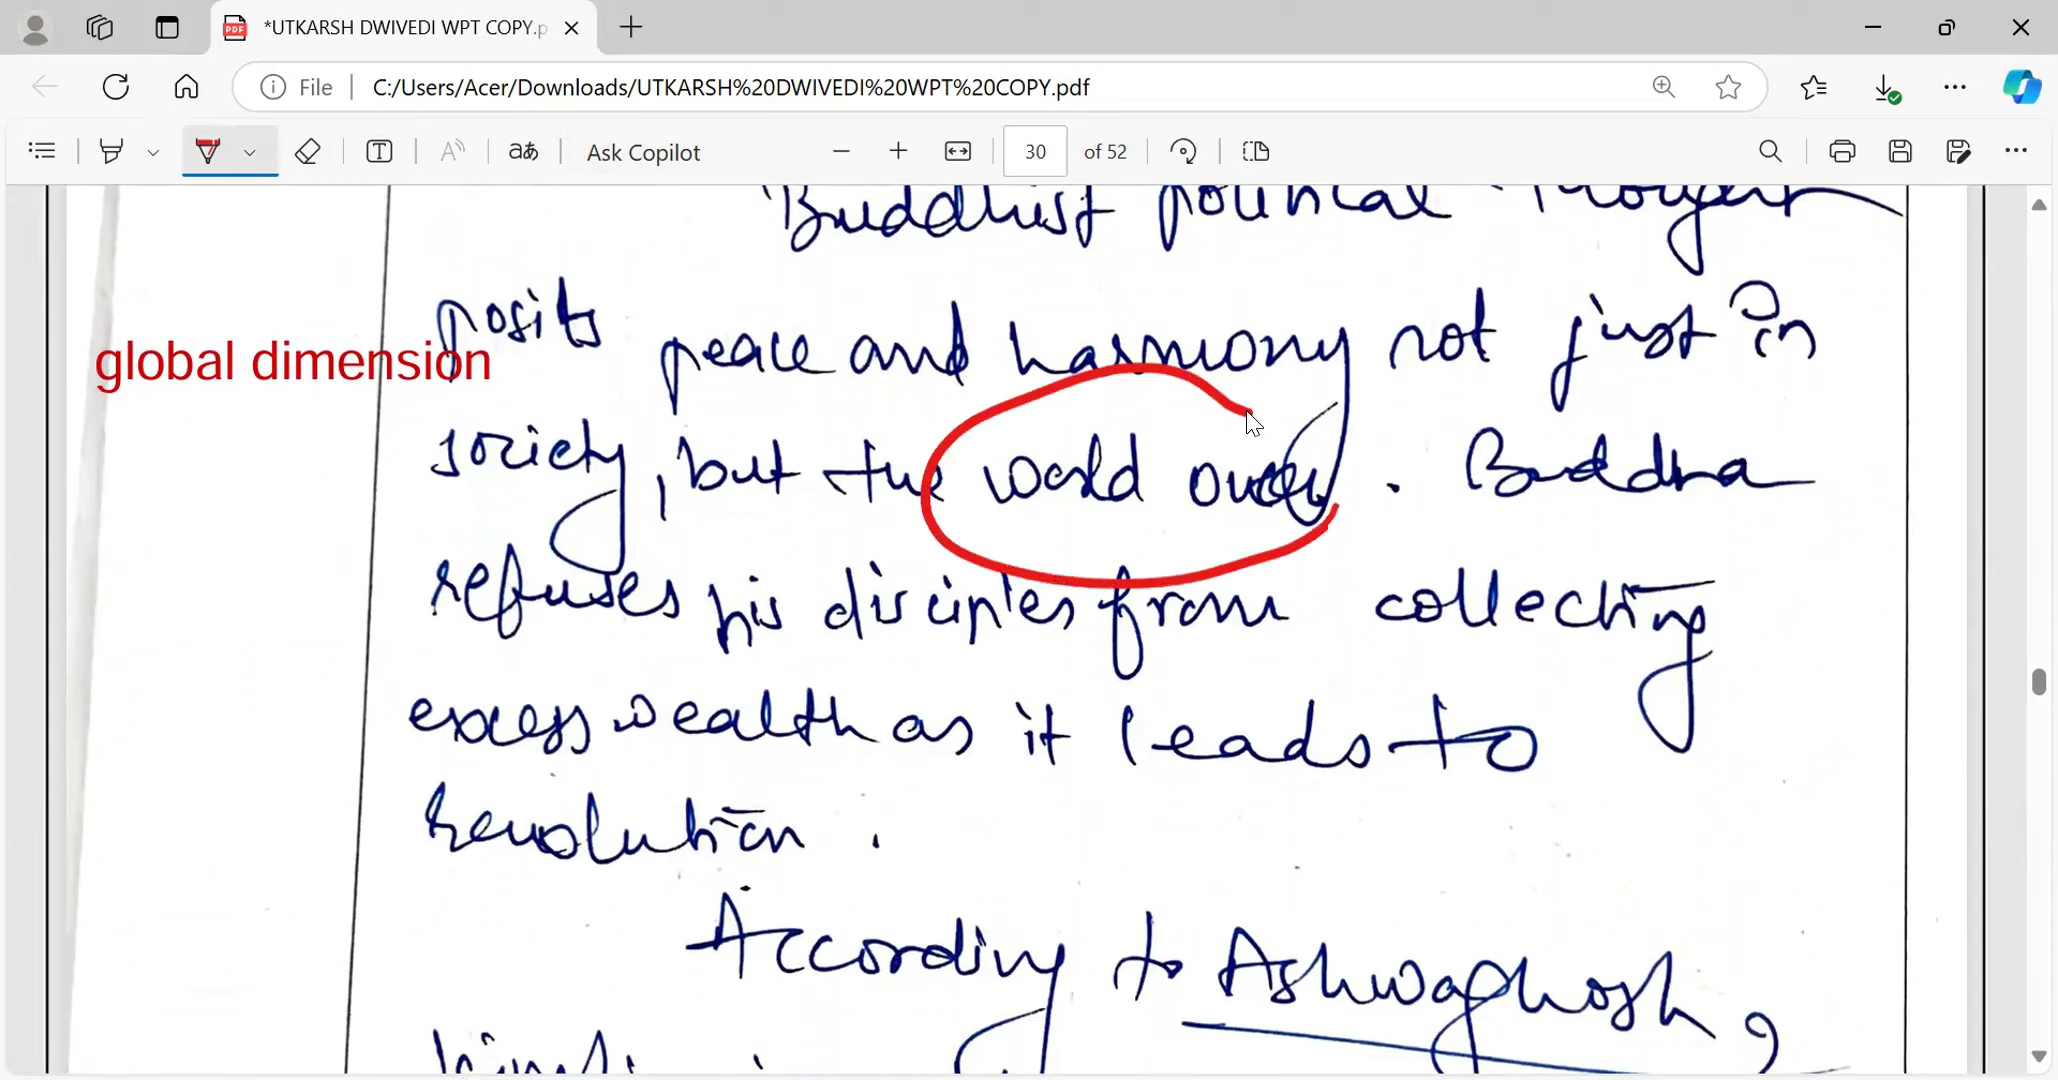 *UTKARSH DWIVEDI WPT COPY.p
File
C:/Users/Acer/Downloads/UTKARSH%20DWIVEDI%20WPT%20COPY.pdf
Ask Copilot
30 of 52
Buddhist political Thought
posits peace and harmony not just in
global dimension
society, but the world over. Buddha
refuses his disciples from collecting
excess wealth as it leads to
revolution.
According to Ashwaghosh,